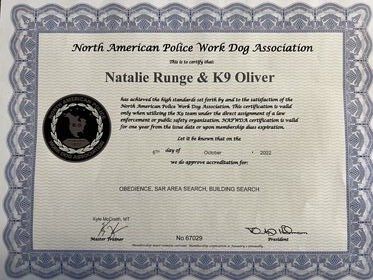 North American Police Work Dog Association
This is to certify that:
Natalie Runge & K9 Oliver
has achieved the high standards set forth by and to the satisfaction of the
North American Police Work Dog Association. This certification is valid
only when utilizing the K9 team under the direct assignment of a law
enforcement or public safety organization. NAPWDA certification is valid
for one year from the issue date or upon membership dues expiration.
Let it be known that on the
6TH day of October , 2022
we do approve accreditation for:
OBEDIENCE, SAR AREA SEARCH, BUILDING SEARCH
Kyle McGraith, MT
Master Trainer
No 67029
President